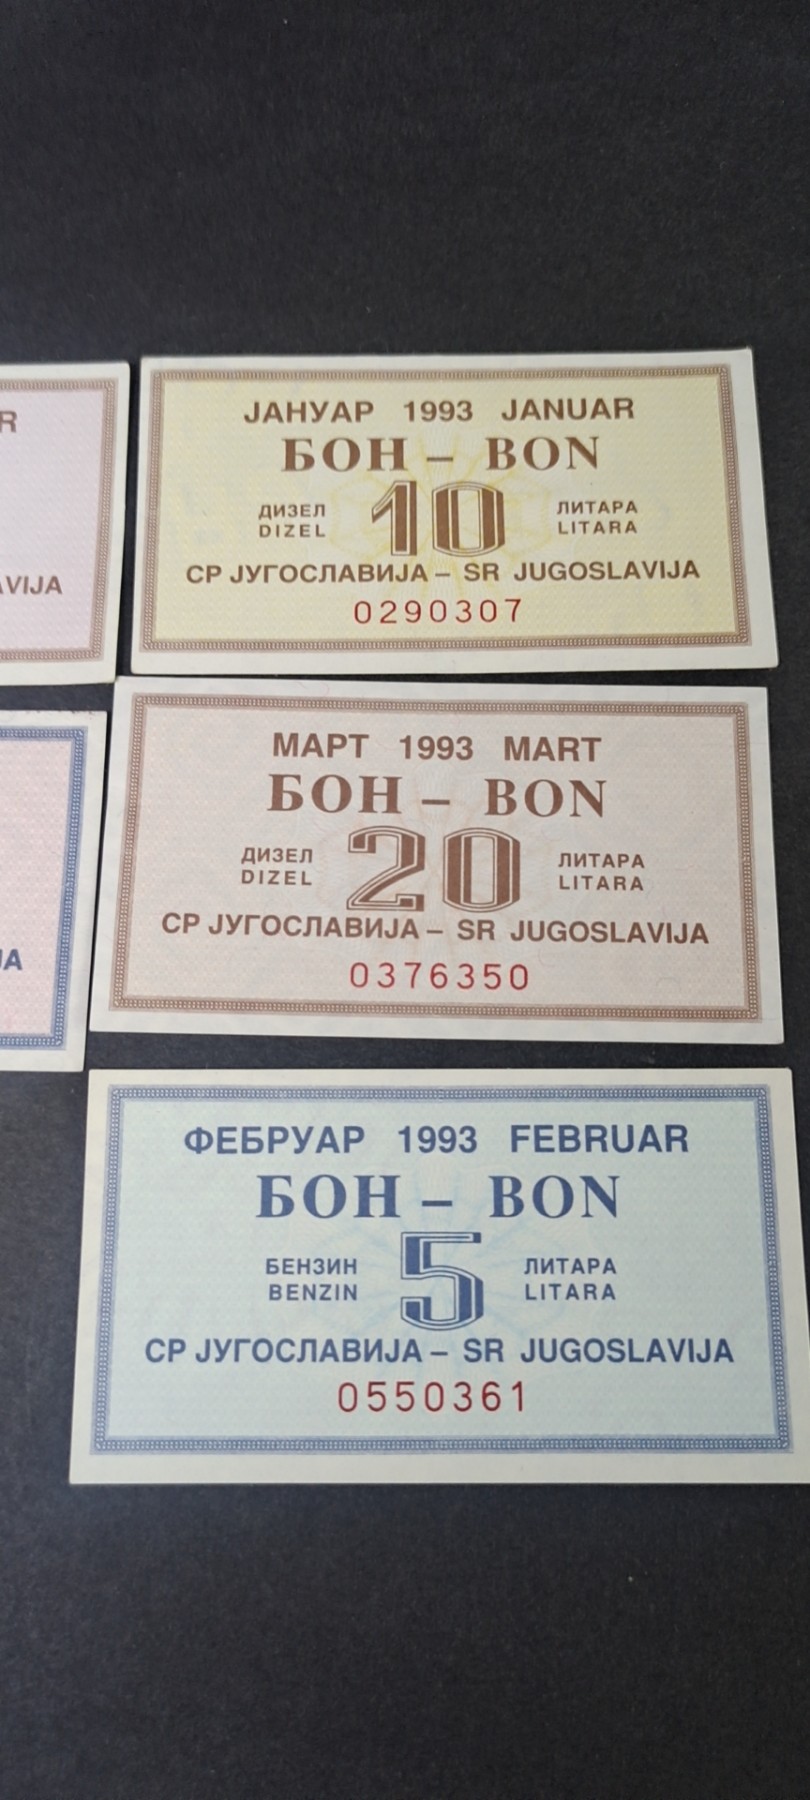 R
VIJA
ЈАНУАР 1993 JANUAR
БОН – BON
ДИЗЕЛ 10 ЛИТАРА
DIZEL LITARA
СР ЈУГОСЛАВИЈА – SR JUGOSLAVIJA
0290307
МАРТ 1993 MART
БОН – BON
ДИЗЕЛ 20 ЛИТАРА
DIZEL LITARA
СР ЈУГОСЛАВИЈА – SR JUGOSLAVIJA
0376350
JA
ФЕБРУАР 1993 FEBRUAR
БОН – BON
БЕНЗИН 5 ЛИТАРА
BENZIN LITARA
СР ЈУГОСЛАВИЈА – SR JUGOSLAVIJA
0550361